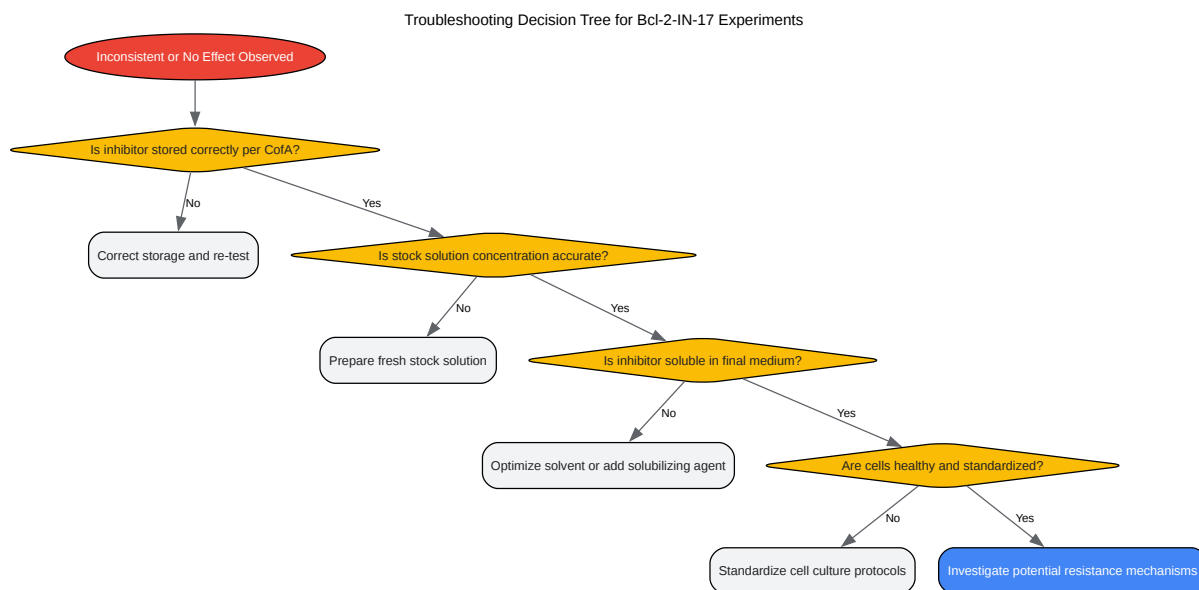 Troubleshooting Decision Tree for Bcl-2-IN-17 Experiments
Inconsistent or No Effect Observed
Is inhibitor stored correctly per CofA?
No
Yes
Correct storage and re-test
Is stock solution concentration accurate?
No
Yes
Prepare fresh stock solution
Is inhibitor soluble in final medium?
No
Yes
Optimize solvent or add solubilizing agent
Are cells healthy and standardized?
No
Yes
Standardize cell culture protocols
Investigate potential resistance mechanisms